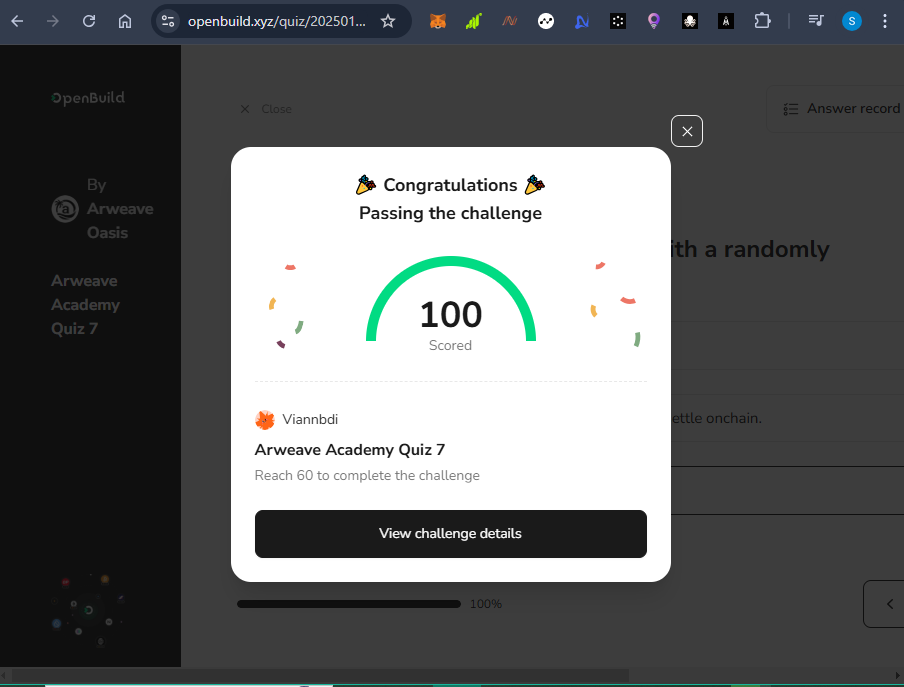 openbuild.xyz/quiz/202501...
S
OpenBuild
Close
Answer record
By
Arweave
Oasis
Arweave
Academy
Quiz 7
Congratulations
Passing the challenge
ith a randomly
100
Scored
ettle onchain.
Viannbdi
Arweave Academy Quiz 7
Reach 60 to complete the challenge
View challenge details
100%